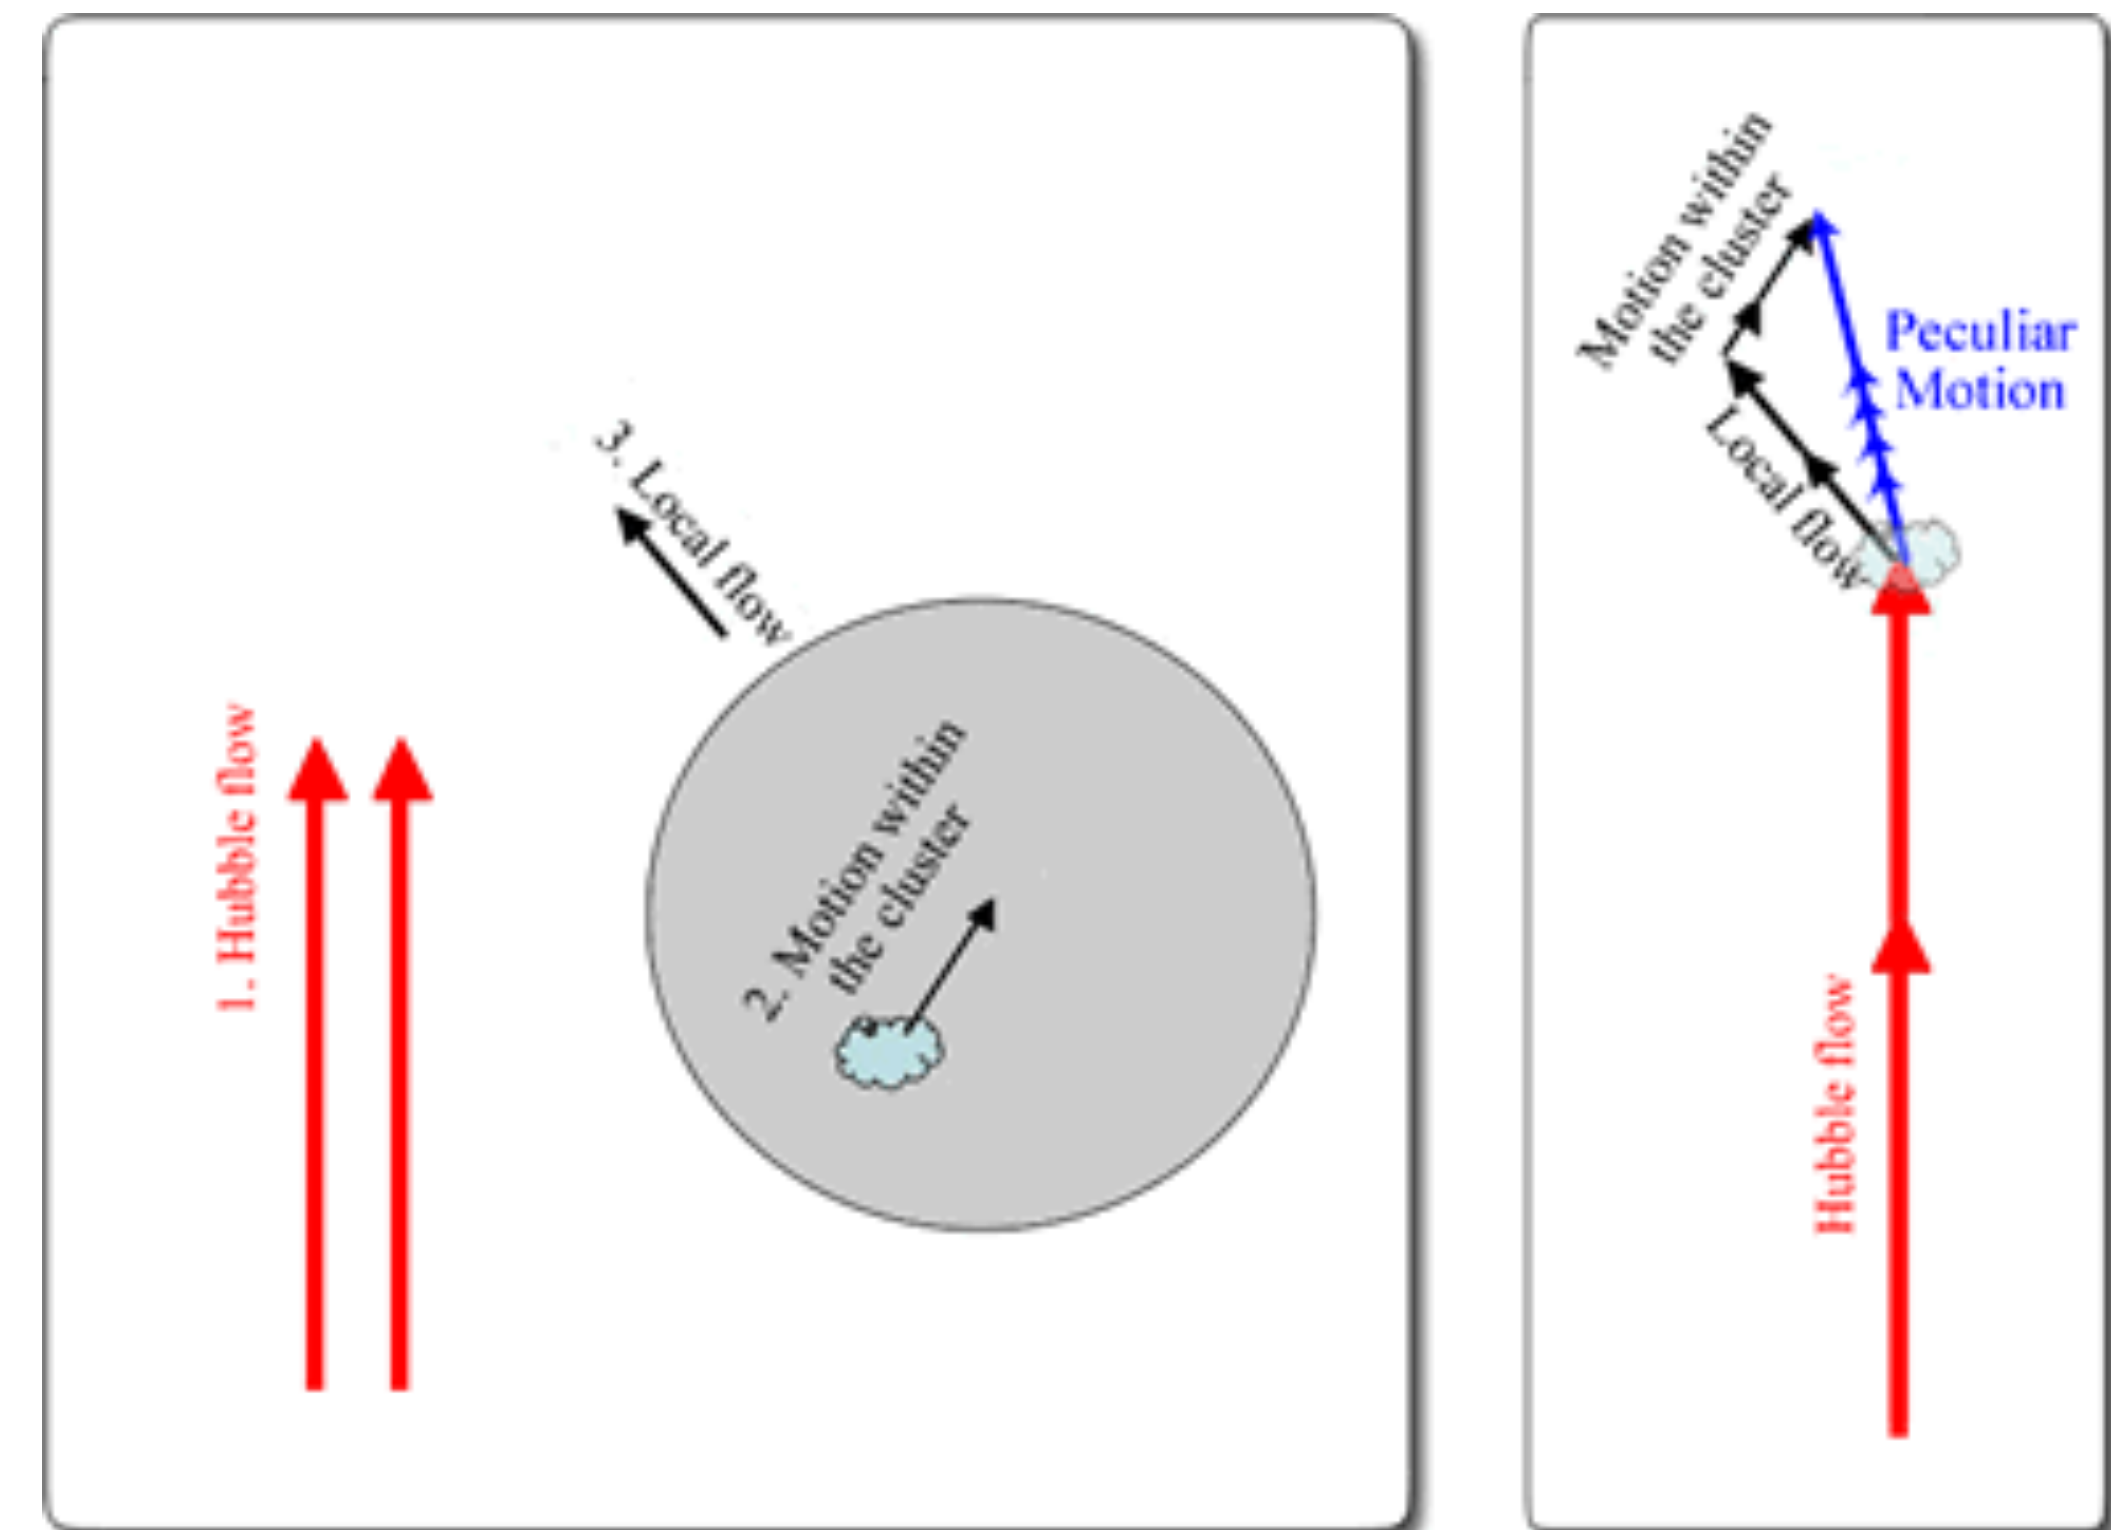 3. Local flow
1. Hubble flow
2. Motion within
the cluster
Motion within
the cluster
Peculiar
Motion
Local flow
Hubble flow